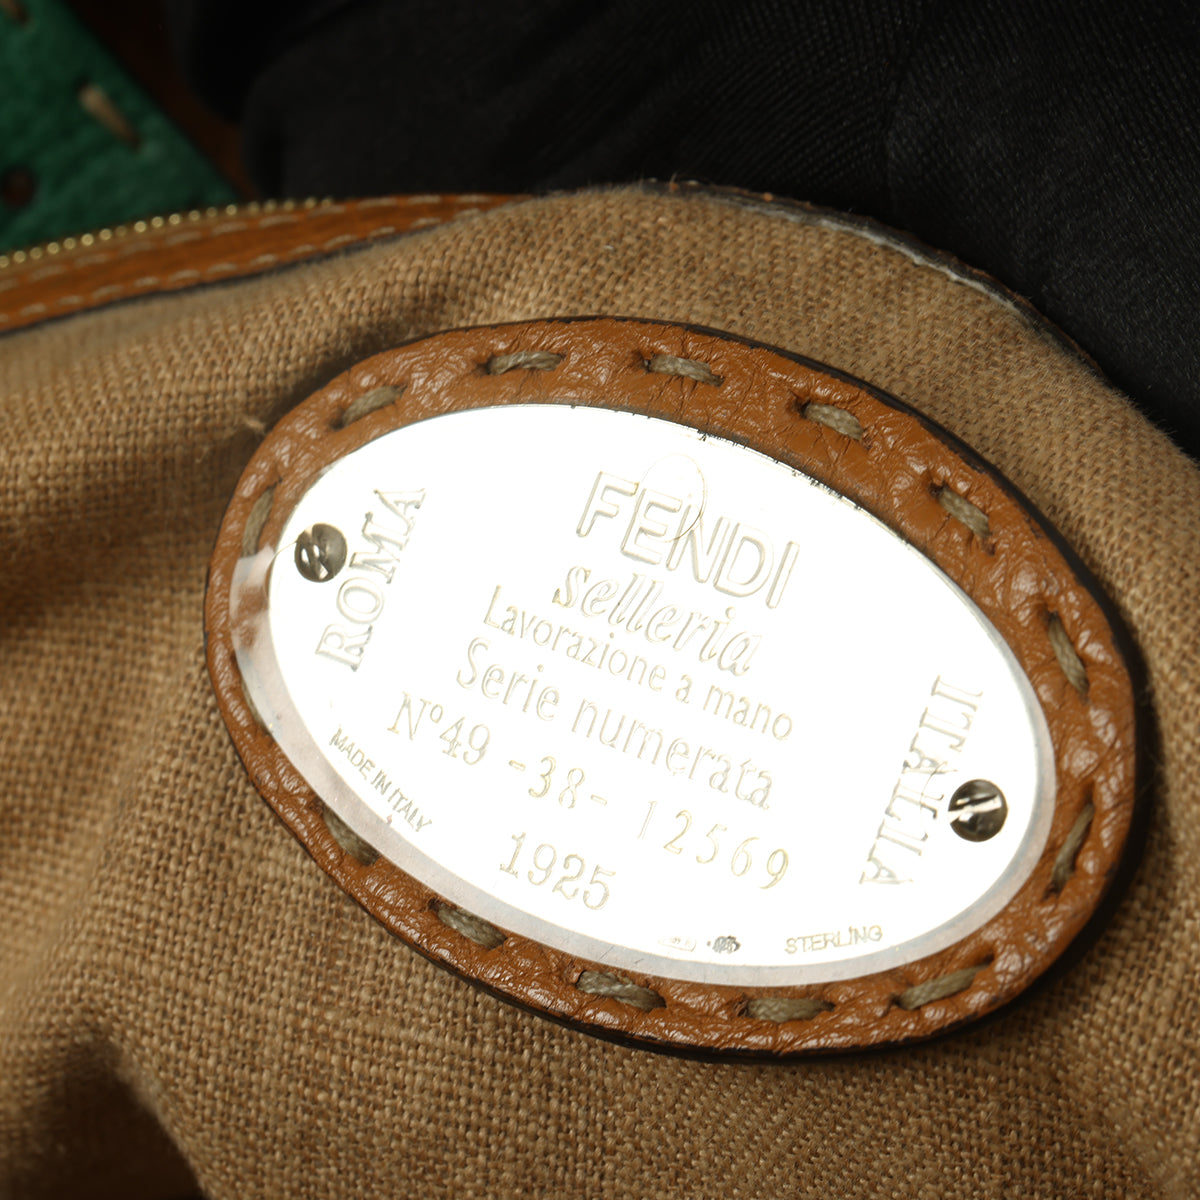 FENDI
selleria
Lavorazione a mano
Serie numerata
N° 49 - 38 - 12569
1925
ROMA
ITALIA
MADE IN ITALY
STERLING